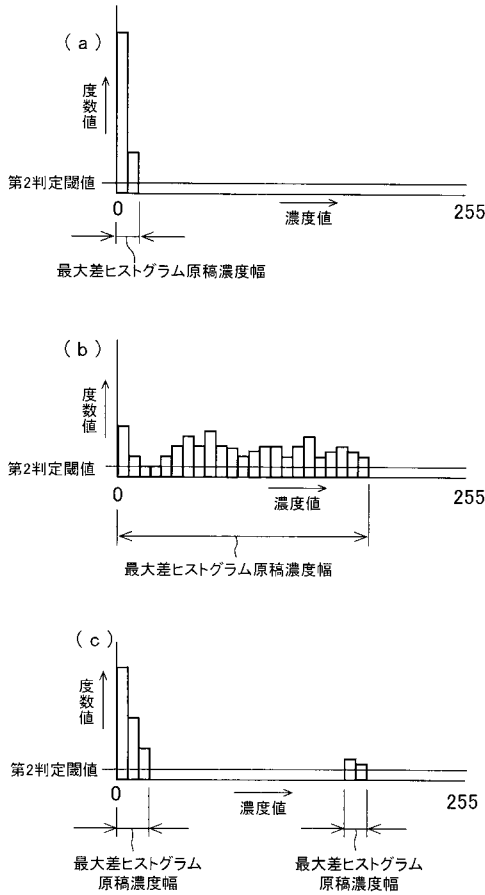 (a)
度数値
第2判定閾値
0
255
濃度値
最大差ヒストグラム原稿濃度幅
(b)
度数値
第2判定閾値
0
255
濃度値
最大差ヒストグラム原稿濃度幅
(c)
度数値
第2判定閾値
0
255
濃度値
最大差ヒストグラム
原稿濃度幅
最大差ヒストグラム
原稿濃度幅